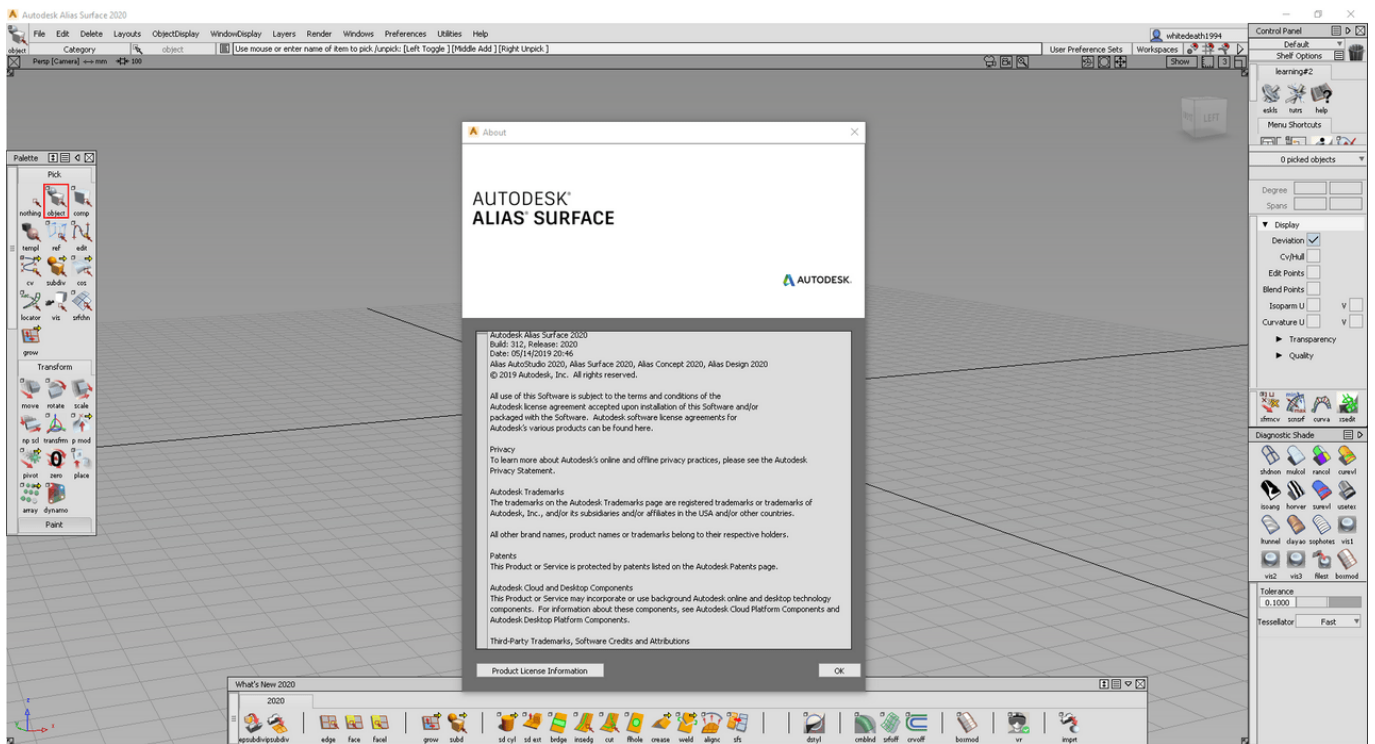 Autodesk Alias Surface 2020
File Edit Delete Layouts ObjectDisplay WindowDisplay Layers Render Windows Preferences Utilities Help
whitedeath1994
object Category object Use mouse or enter name of item to pick /unpick: [Left Toggle ] [Middle Add ] [Right Unpick ]
User Preference Sets Workspaces
Persp [Camera] mm 100 Show 3
Control Panel
Default
Shelf Options
learning#2
eskls tutrs help
Menu Shortcuts
0 picked objects
Degree
Spans
Display
Deviation
Cv/Hull
Edit Points
Blend Points
Isoparm U V
Curvature U V
Transparency
Quality
xfmcv curva rsedit
Diagnostic Shade
shdnon mulcol rancol curevl
isoang horver surevl usetex
ltunnel clayao sophotex vis1
vis2 vis3 filest boxmod
Tolerance
0.1000
Tessellator Fast
LEFT
Palette
Pick
nothing object comp
templ ref edit
cv subdiv cos
locator vis srfchn
grow
Transform
move rotate scale
np scl transfm p mod
pivot zero place
array dynamo
Paint
About
AUTODESK®
ALIAS® SURFACE
AUTODESK.
Autodesk Alias Surface 2020
Build: 312, Release: 2020
Date: 05/14/2019 20:46
Alias AutoStudio 2020, Alias Surface 2020, Alias Concept 2020, Alias Design 2020
© 2019 Autodesk, Inc. All rights reserved.
All use of this Software is subject to the terms and conditions of the
Autodesk license agreement accepted upon installation of this Software and/or
packaged with the Software. Autodesk software license agreements for
Autodesk's various products can be found here.
Privacy
To learn more about Autodesk's online and offline privacy practices, please see the Autodesk
Privacy Statement.
Autodesk Trademarks
The trademarks on the Autodesk Trademarks page are registered trademarks or trademarks of
Autodesk, Inc., and/or its subsidiaries and/or affiliates in the USA and/or other countries.
All other brand names, product names or trademarks belong to their respective holders.
Patents
This Product or Service is protected by patents listed on the Autodesk Patents page.
Autodesk Cloud and Desktop Components
This Product or Service may incorporate or use background Autodesk online and desktop technology
components. For information about these components, see Autodesk Cloud Platform Components and
Autodesk Desktop Platform Components.
Third-Party Trademarks, Software Credits and Attributions
Product License Information OK
What's New 2020
2020
edge face facel grow subd sd cyl sd ext brdge insedg cut flhole crease weld alignc sfs dstyl cmblnd srfoff crvoff boxmod vr imprt